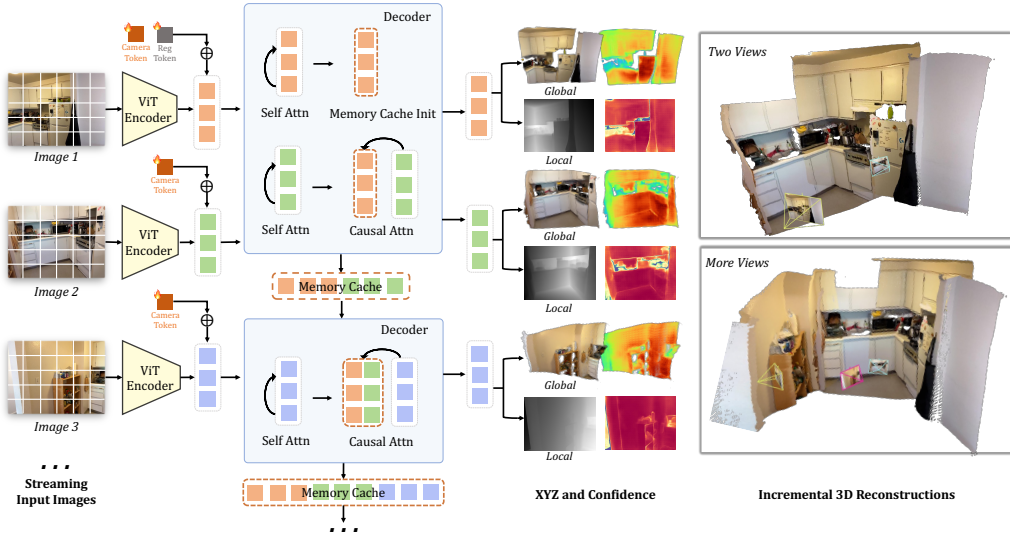 Camera
Token
Reg
Token
Decoder
Two Views
ViT
Encoder
Self Attn
Memory Cache Init
Global
Image 1
Local
Camera
Token
ViT
Encoder
Self Attn
Causal Attn
Global
Image 2
Local
More Views
Memory Cache
Camera
Token
Decoder
ViT
Encoder
Self Attn
Causal Attn
Global
Image 3
Local
...
Streaming
Input Images
Memory Cache
...
XYZ and Confidence
Incremental 3D Reconstructions